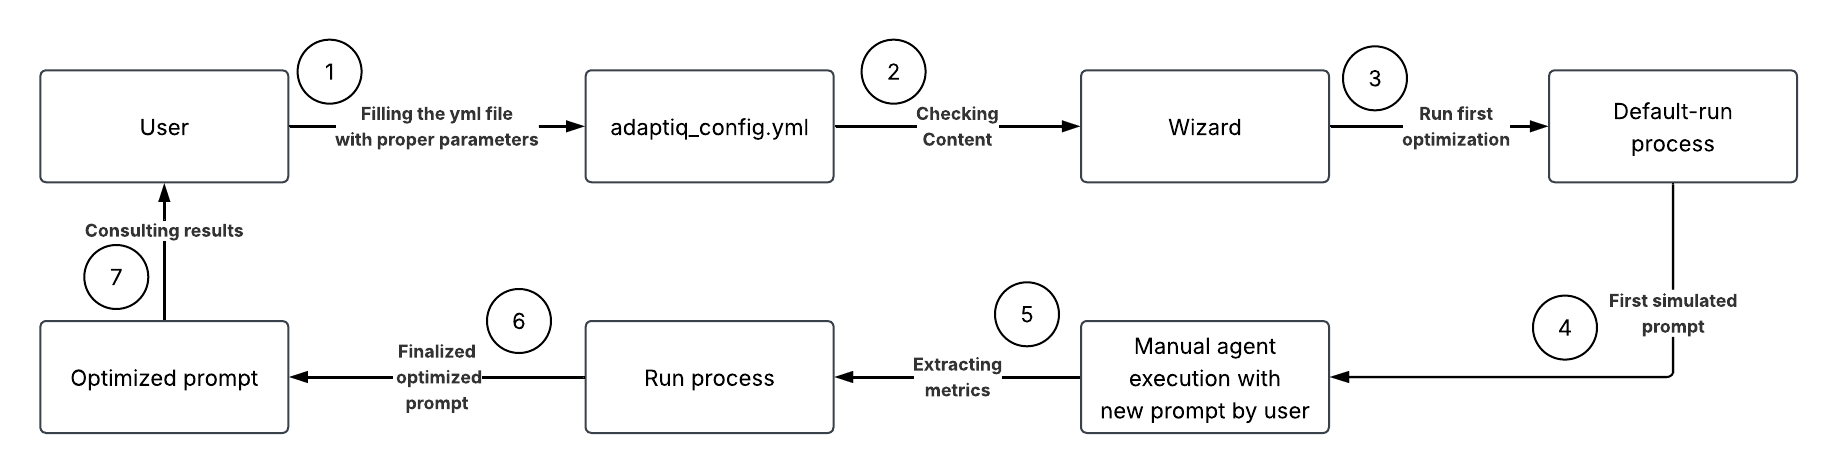 1
2
3
User
Filling the yml file
with proper parameters
adaptiq_config.yml
Checking
Content
Wizard
Run first
optimization
Default-run
process
Consulting results
7
6
5
4
First simulated
prompt
Optimized prompt
Finalized
optimized
prompt
Run process
Extracting
metrics
Manual agent
execution with
new prompt by user